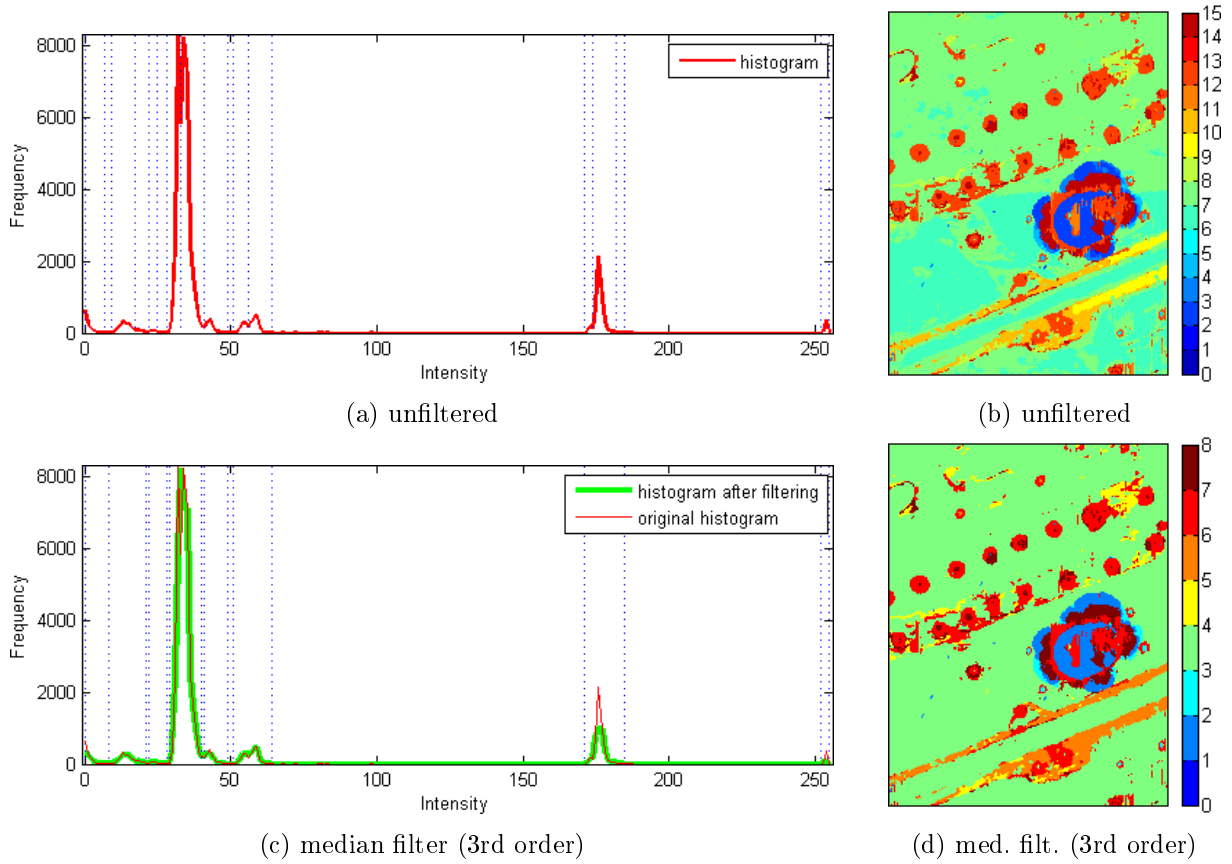 8000
6000
4000
2000
0
Frequency
histogram
0 50 100 150 200 250
Intensity
(a) unfiltered
15
14
13
12
11
10
9
8
7
6
5
4
3
2
1
0
(b) unfiltered
8000
6000
4000
2000
0
Frequency
histogram after filtering
original histogram
0 50 100 150 200 250
Intensity
(c) median filter (3rd order)
8
7
6
5
4
3
2
1
0
(d) med. filt. (3rd order)